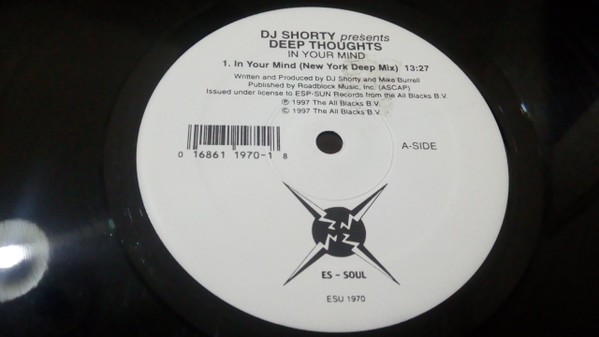 DJ SHORTY presents
DEEP THOUGHTS
IN YOUR MIND
1. In Your Mind (New York Deep Mix) 13:27
Written and Produced by DJ Shorty and Mike Burrell
Published by Roadblock Music, Inc. (ASCAP)
Issued under license to ESP-SUN Records from the All Blacks B.V.
℗ 1997 The All Blacks B.V.
© 1997 The All Blacks B.V.
0 16861 1970-1 8
A-SIDE
ES - SOUL
ESU 1970